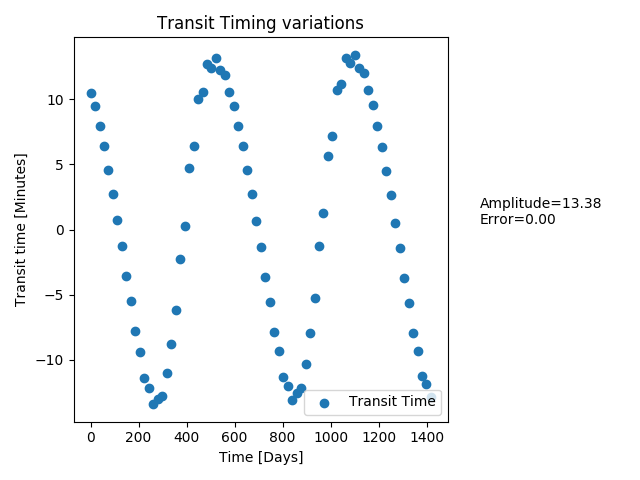 Transit Timing variations
Transit time [Minutes]
10
5
0
−5
−10
Amplitude=13.38
Error=0.00
Transit Time
0 200 400 600 800 1000 1200 1400
Time [Days]